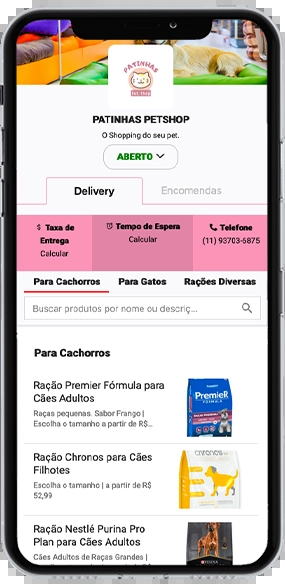 PATINHAS
PET SHOP
PATINHAS PETSHOP
O Shopping do seu pet.
ABERTO
Delivery
Encomendas
$ Taxa de
Entrega
Calcular
Tempo de Espera
Calcular
Telefone
(11) 93703-6875
Para Cachorros
Para Gatos
Rações Diversas
Buscar produtos por nome ou descriç...
Para Cachorros
Ração Premier Fórmula para
Cães Adultos
Raças pequenas. Sabor Frango |
Escolha o tamanho a partir de R$...
PremieR
FÓRMULA
Ração Chronos para Cães
Filhotes
Escolha o tamanho | a partir de R$
52,99
chronos
Ração Nestlé Purina Pro
Plan para Cães Adultos
Cães Adultos de Raças Grandes |
PURINA